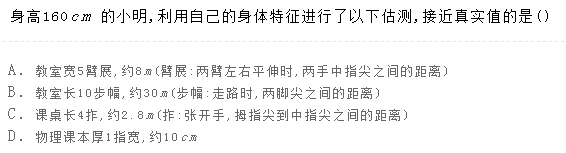 身高160cm 的小明,利用自己的身体特征进行了以下估测,接近真实值的是()
A. 教室宽5臂展,约8m(臂展:两臂左右平伸时,两手中指尖之间的距离)
B. 教室长10步幅,约30m(步幅:走路时,两脚尖之间的距离)
C. 课桌长4拃,约2.8m(拃:张开手,拇指尖到中指尖之间的距离)
D. 物理课本厚1指宽,约10cm